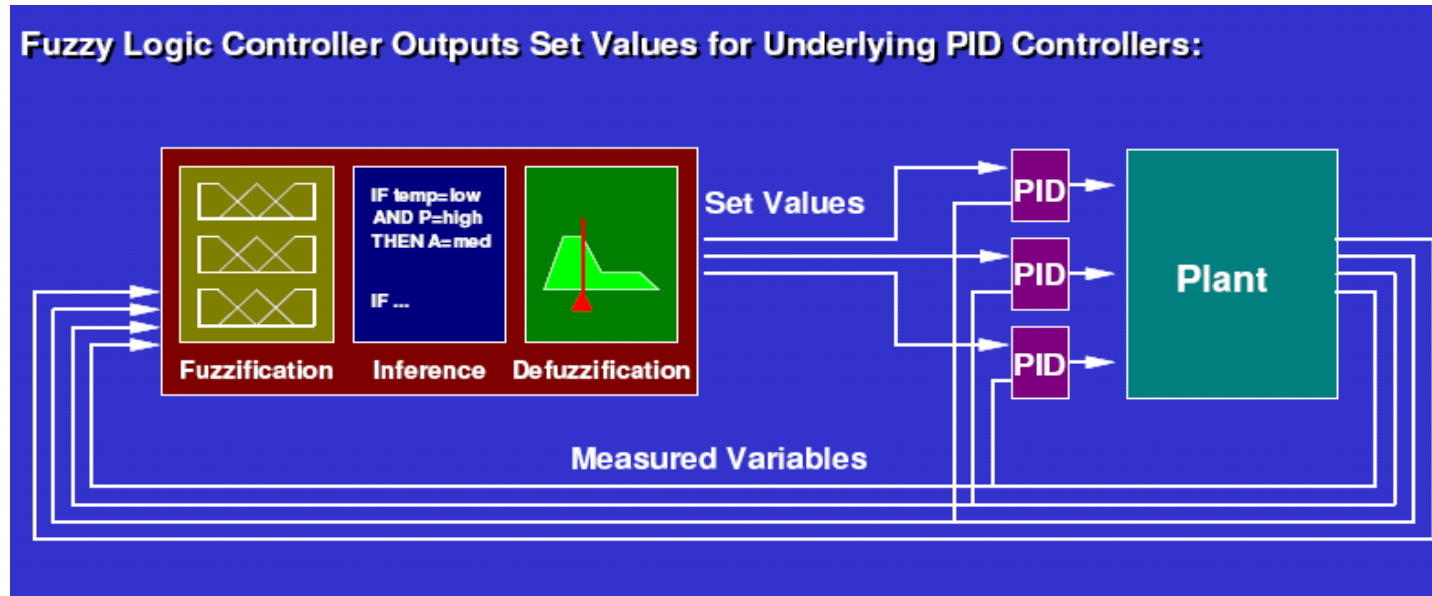 Fuzzy Logic Controller Outputs Set Values for Underlying PID Controllers:
IF temp=low
AND P=high
THEN A=med
IF ...
Fuzzification
Inference
Defuzzification
Set Values
PID
PID
PID
Plant
Measured Variables